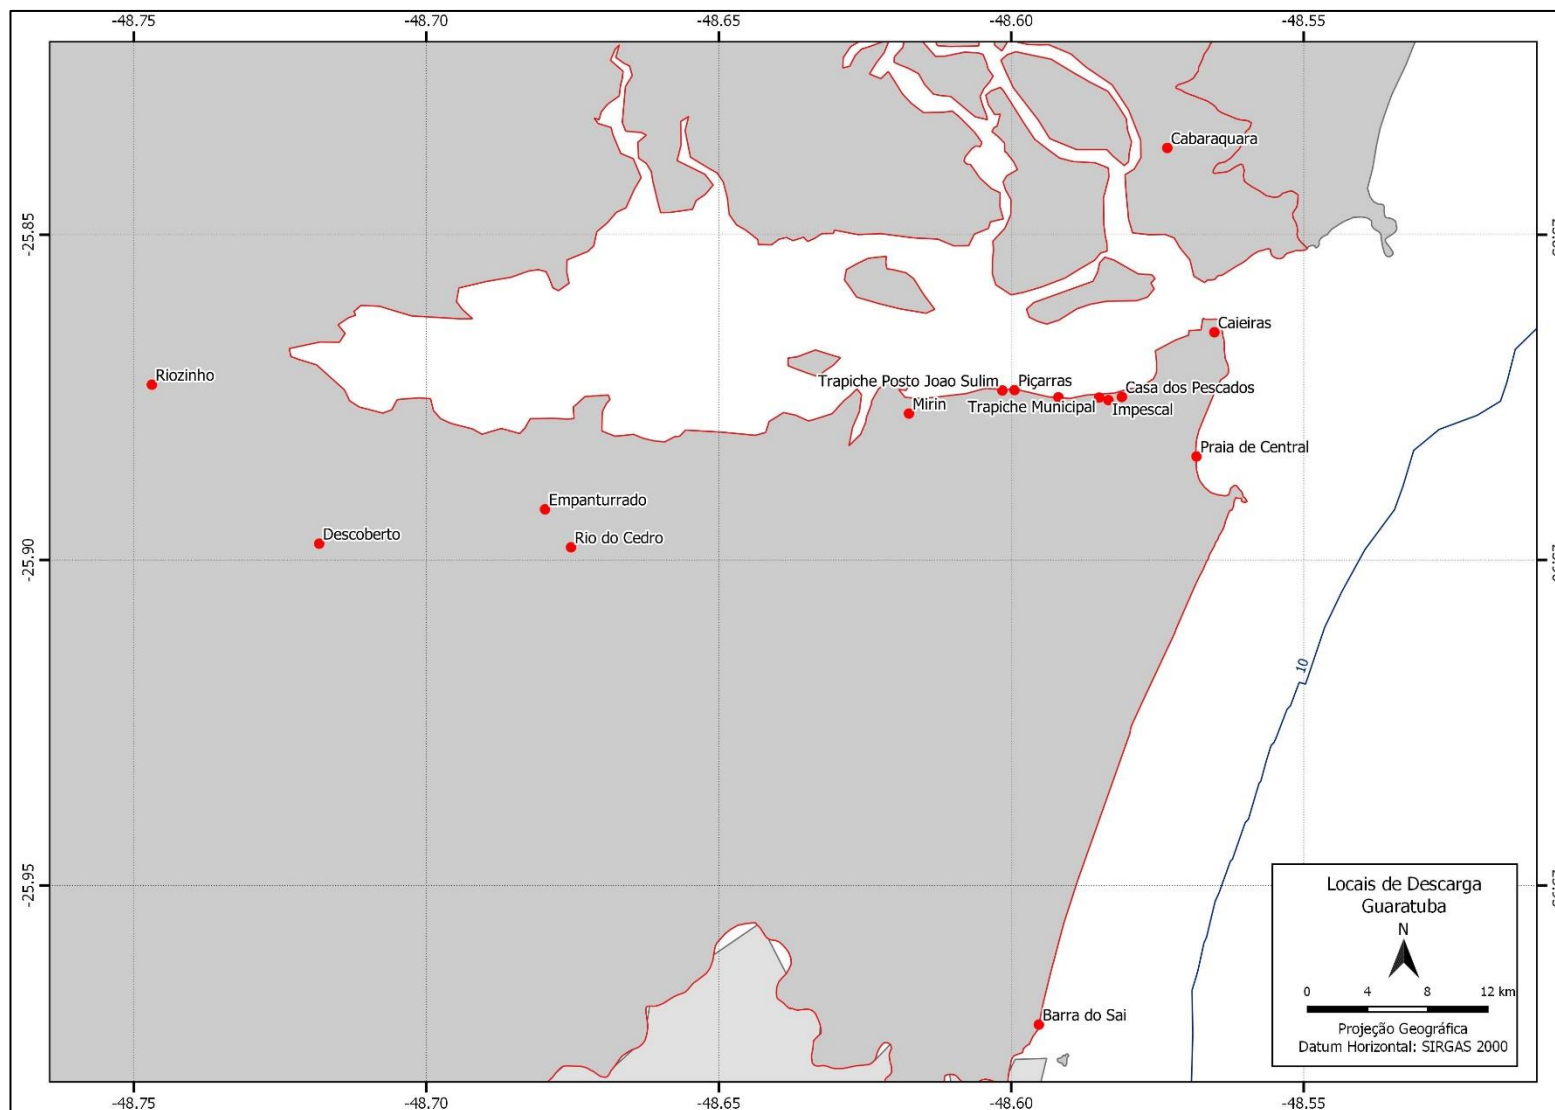 -48.75 -48.70 -48.65 -48.60 -48.55
Cabaraquara
-25.85
Caieiras
Riozinho
Trapiche Posto Joao Sulim Piçarras Casa dos Pescados
Mirin Trapiche Municipal Impescal
Praia de Central
Empanturrado
Descoberto Rio do Cedro
-25.90
10
-25.95
Locais de Descarga
Guaratuba
N
0 4 8 12 km
Projeção Geográfica
Datum Horizontal: SIRGAS 2000
Barra do Sai
-48.75 -48.70 -48.65 -48.60 -48.55